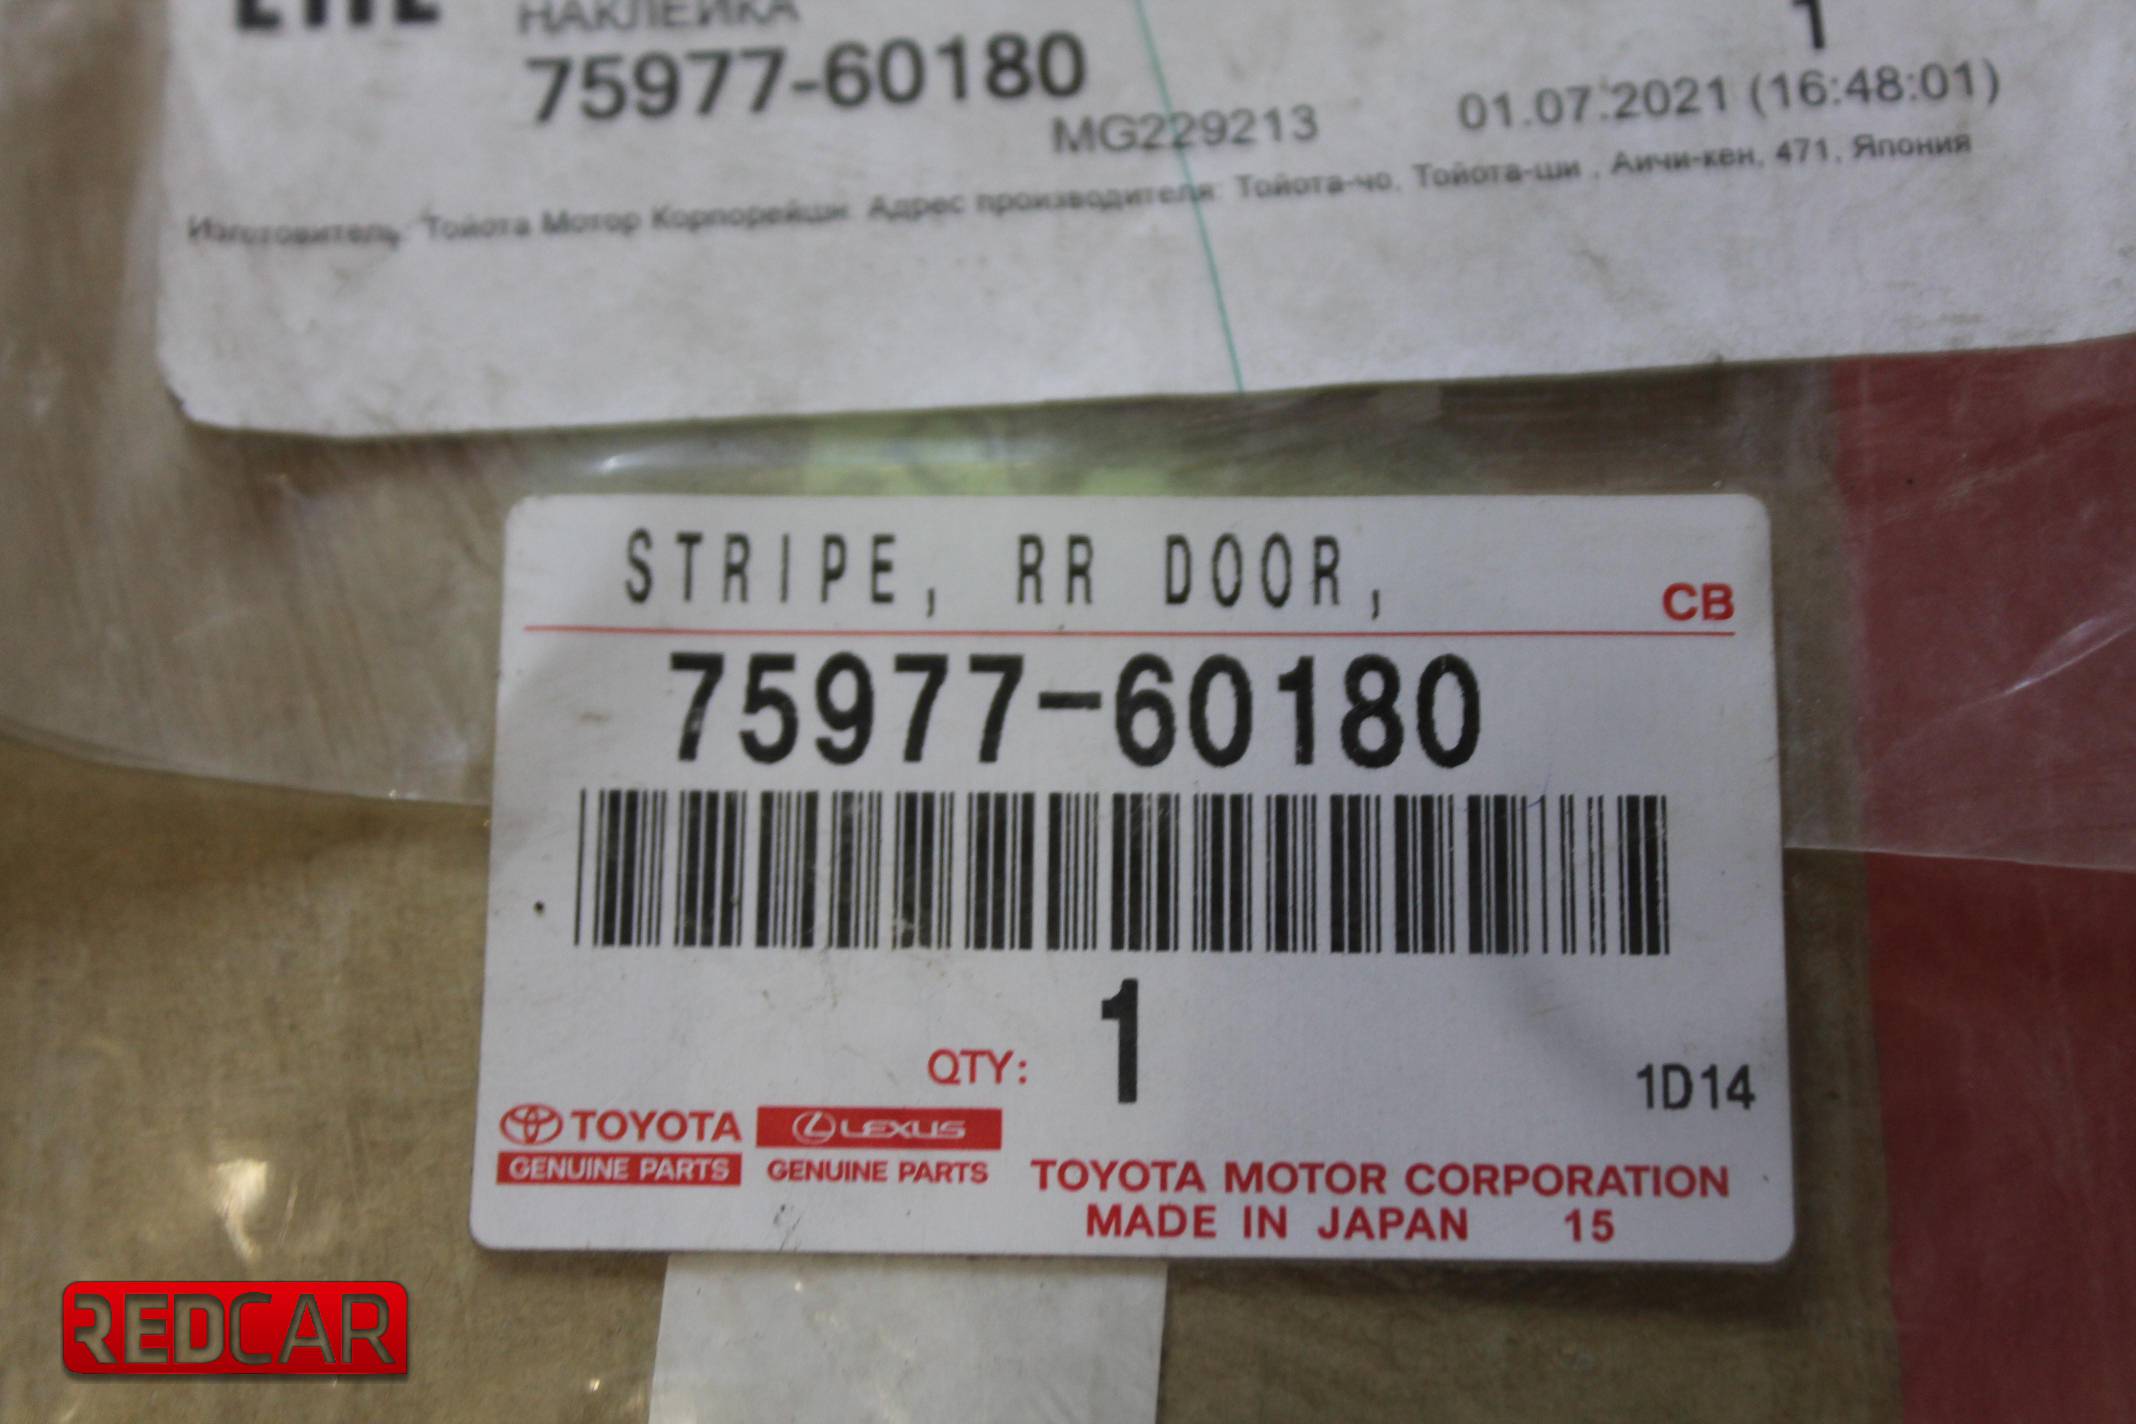 НАКЛЕЙКА
1
75977-60180
MG229213
01.07.2021 (16:48:01)
Изготовитель: Тойота Мотор Корпорейшн. Адрес производителя: Тойота-чо, Тойота-ши , Аичи-кен, 471, Япония
STRIPE, RR DOOR,
CB
75977-60180
QTY: 1
1D14
TOYOTA LEXUS
GENUINE PARTS GENUINE PARTS
TOYOTA MOTOR CORPORATION
MADE IN JAPAN 15
REDCAR